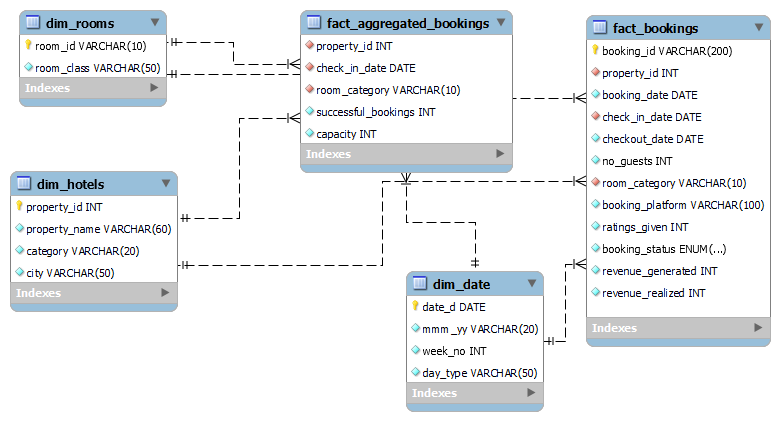 dim_rooms
room_id VARCHAR(10)
room_class VARCHAR(50)
Indexes
fact_aggregated_bookings
property_id INT
check_in_date DATE
room_category VARCHAR(10)
successful_bookings INT
capacity INT
Indexes
fact_bookings
booking_id VARCHAR(200)
property_id INT
booking_date DATE
check_in_date DATE
checkout_date DATE
no_guests INT
room_category VARCHAR(10)
booking_platform VARCHAR(100)
ratings_given INT
booking_status ENUM(...)
revenue_generated INT
revenue_realized INT
Indexes
dim_hotels
property_id INT
property_name VARCHAR(60)
category VARCHAR(20)
city VARCHAR(50)
Indexes
dim_date
date_d DATE
mmm _yy VARCHAR(20)
week_no INT
day_type VARCHAR(50)
Indexes